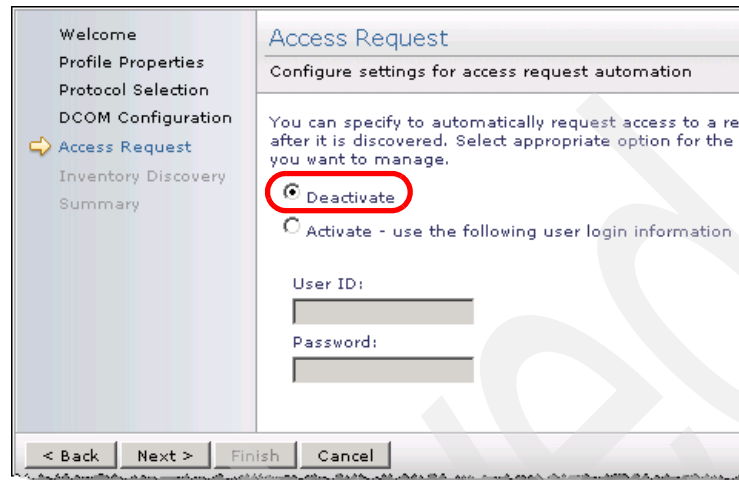 Welcome
Profile Properties
Protocol Selection
DCOM Configuration
Access Request
Inventory Discovery
Summary
Access Request
Configure settings for access request automation
You can specify to automatically request access to a re
after it is discovered. Select appropriate option for the
you want to manage.
Deactivate
Activate - use the following user login information
User ID:
Password:
< Back
Next >
Finish
Cancel